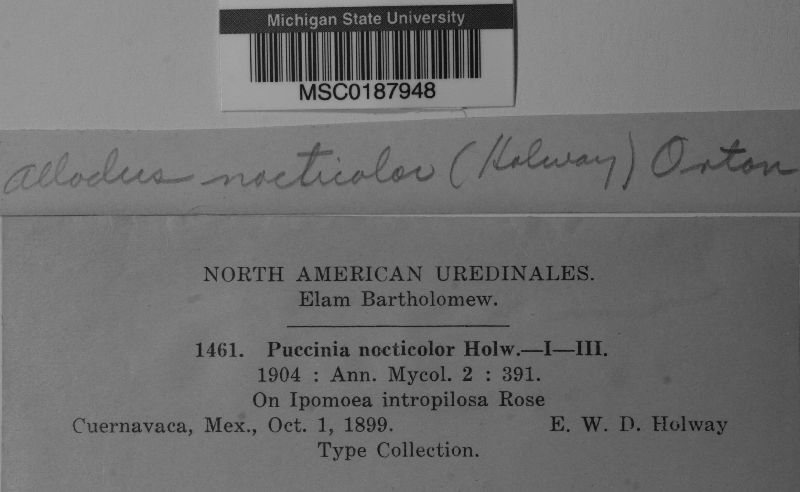 Michigan State University
MSC0187948
Allodus nocticolor (Holway) Orton
NORTH AMERICAN UREDINALES.
Elam Bartholomew.
1461. Puccinia nocticolor Holw.—I—III.
1904 : Ann. Mycol. 2 : 391.
On Ipomoea intropilosa Rose
Cuernavaca, Mex., Oct. 1, 1899. E. W. D. Holway
Type Collection.